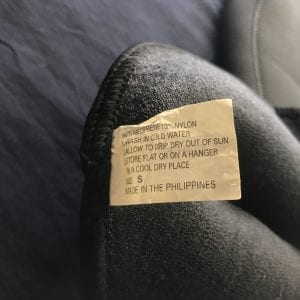 NEOPRENE NYLON
WASH IN COLD WATER
ALLOW TO DRIP DRY OUT OF SUN
STORE FLAT OR ON A HANGER
IN A COOL DRY PLACE
S
MADE IN THE PHILIPPINES